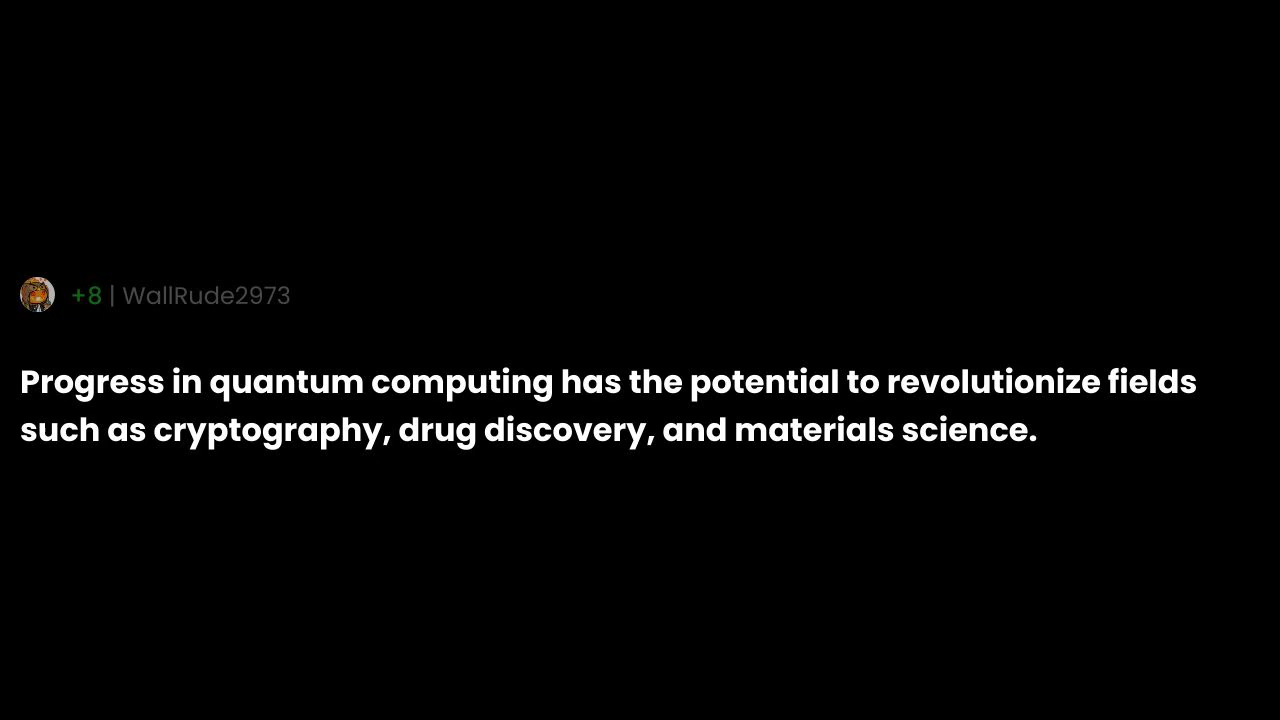 +8 | WallRude2973
Progress in quantum computing has the potential to revolutionize fields
such as cryptography, drug discovery, and materials science.